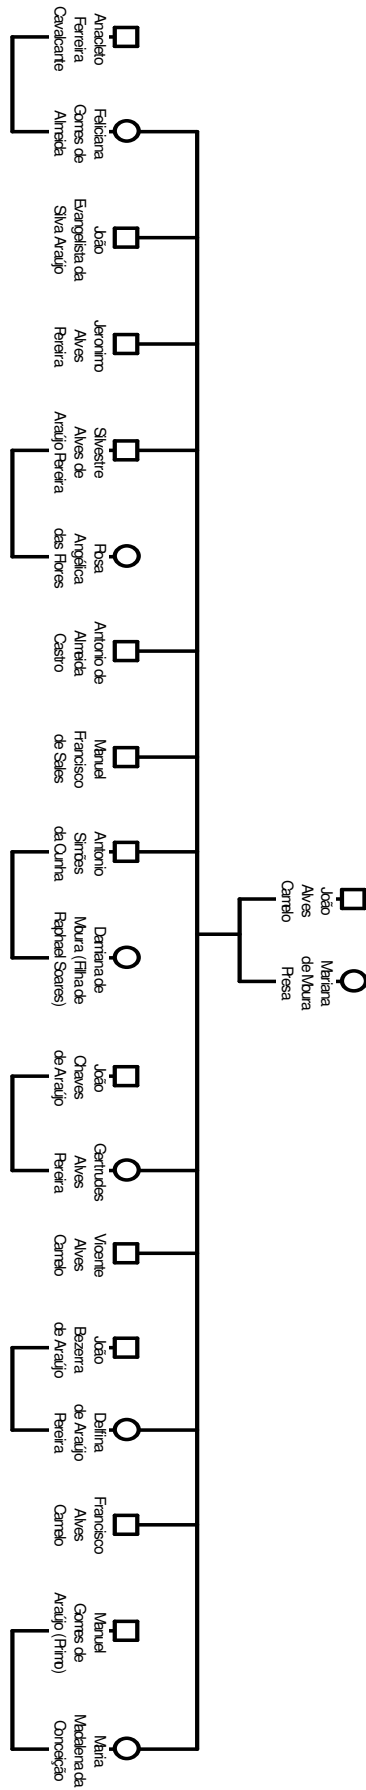 João
Alves
Camelo
Mariana
de Moura
Presa
Anacleto
Ferreira
Cavalcante
Feliciana
Gomes de
Almeida
João
Evangelista da
Silva Araújo
Jeronimo
Alves
Pereira
Silvestre
Alves de
Araújo Pereira
Rosa
Angélica
das Flores
Antonio de
Almeida
Castro
Manuel
Francisco
de Sales
Antonio
Simões
da Cunha
Damiana de
Moura (Filha de
Raphael Soares)
João
Chaves
de Araújo
Gertrudes
Alves
Pereira
Vicente
Alves
Camelo
João
Bezerra
de Araújo
Delfina
de Araújo
Pereira
Francisco
Alves
Camelo
Manuel
Gomes de
Araújo (Primo)
Maria
Madalena da
Conceição